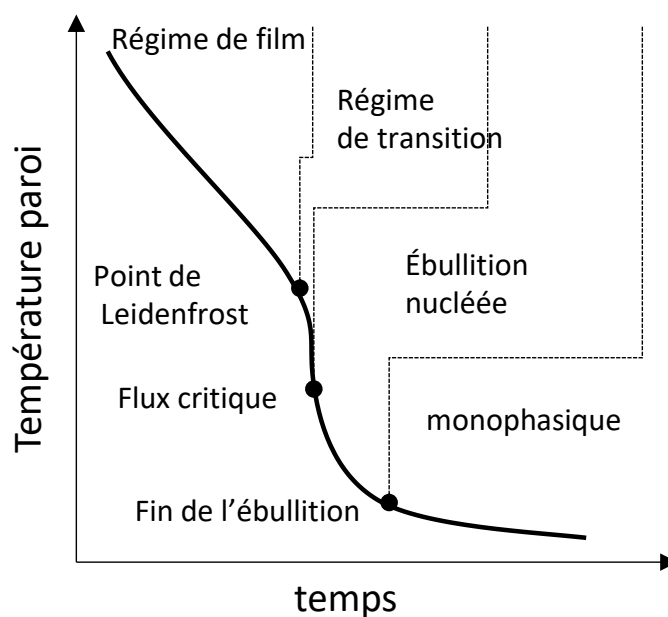 Régime de film
Régime
de transition
Température paroi
Point de
Leidenfrost
Ébullition
nucléée
Flux critique
monophasique
Fin de l’ébullition
temps